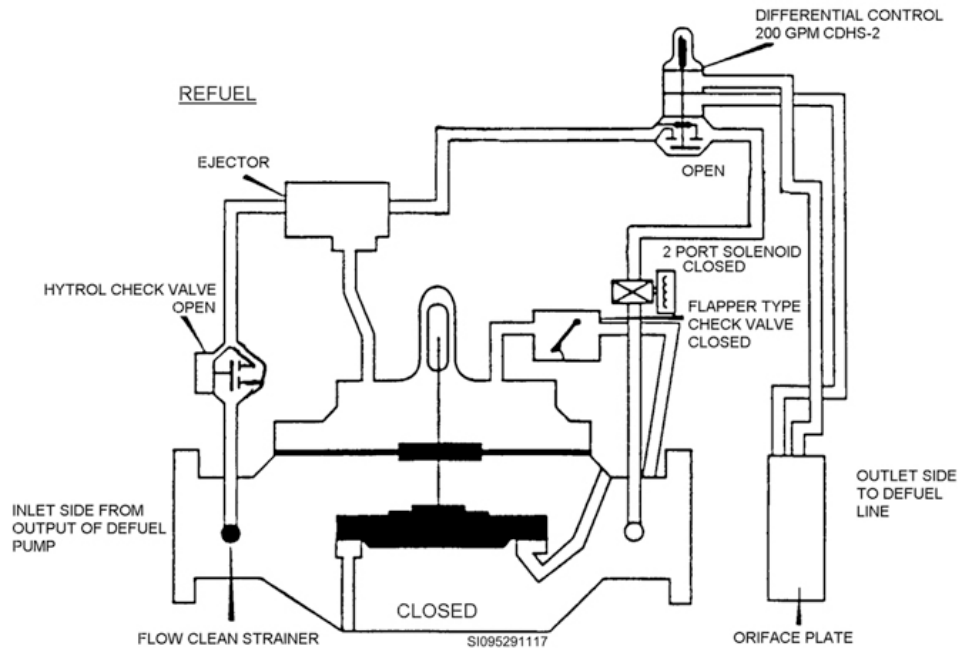 DIFFERENTIAL CONTROL
200 GPM CDHS-2
REFUEL
EJECTOR
OPEN
2 PORT SOLENOID
CLOSED
HYTROL CHECK VALVE
OPEN
FLAPPER TYPE
CHECK VALVE
CLOSED
INLET SIDE FROM
OUTPUT OF DEFUEL
PUMP
OUTLET SIDE
TO DEFUEL
LINE
CLOSED
FLOW CLEAN STRAINER
SI095291117
ORIFACE PLATE